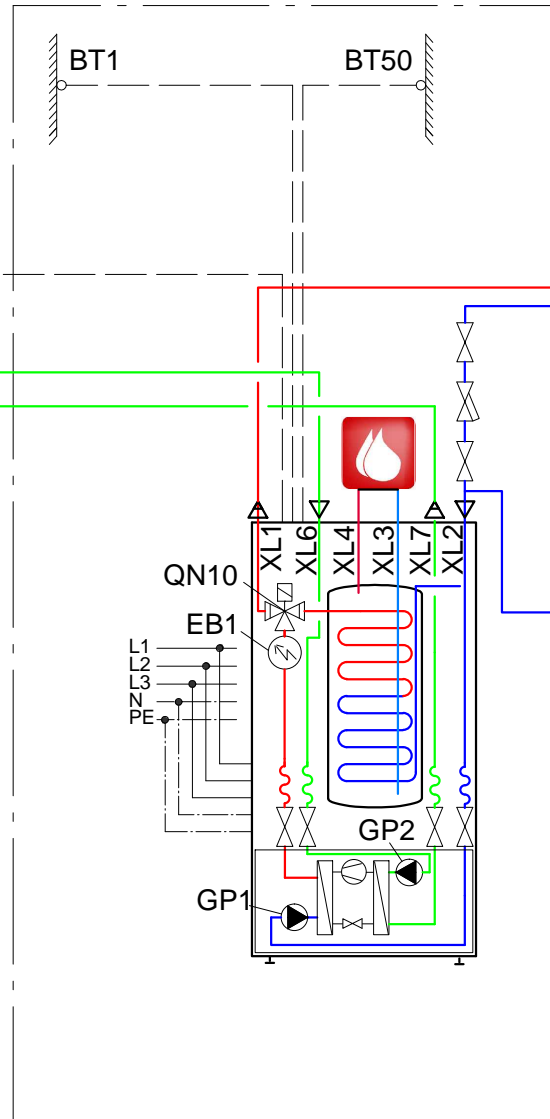 BT1 BT50
XL1 XL6 XL4 XL3 XL7 XL2
QN10
EB1
L1
L2
L3
N
PE
GP2
GP1